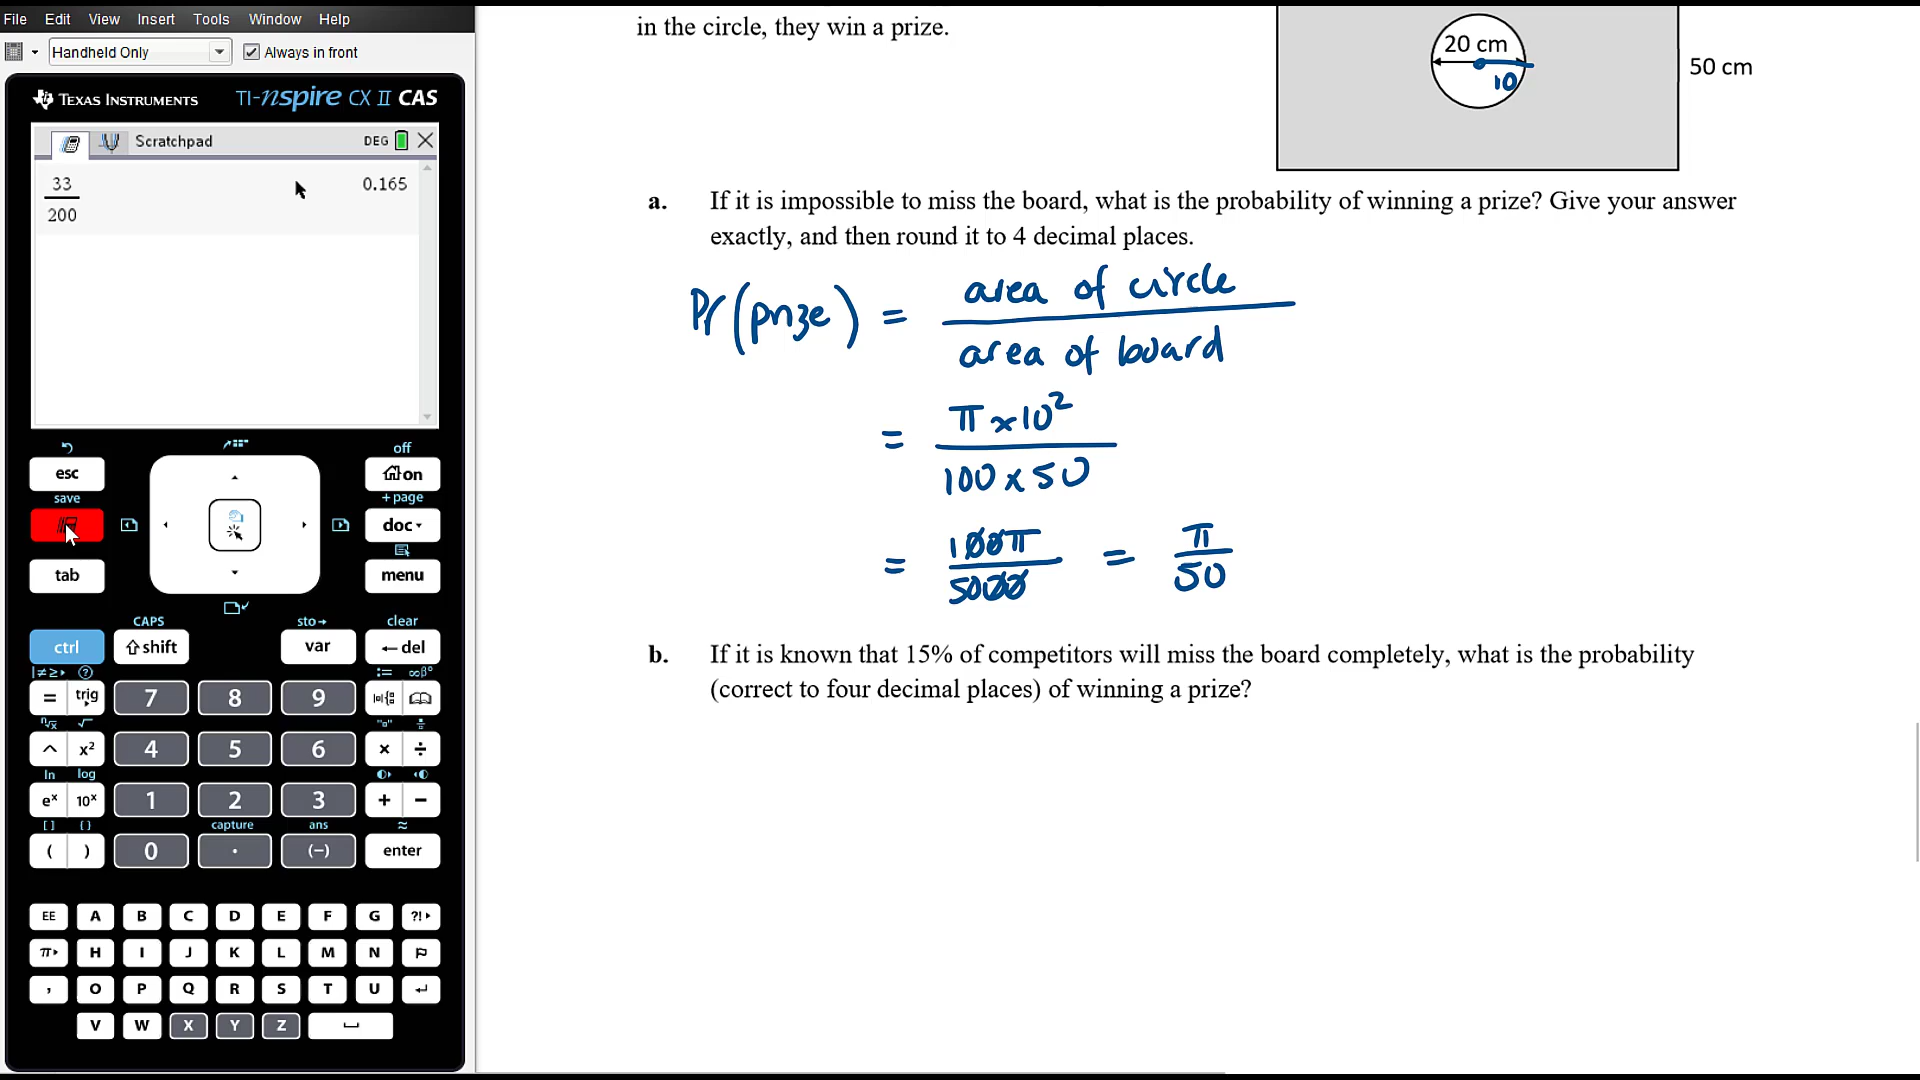 File Edit View Insert Tools Window Help
Handheld Only Always in front
TEXAS INSTRUMENTS TI-nspire CX II CAS
Scratchpad DEG
33
200
0.165
off
esc on
save + page
doc
tab menu
CAPS sto→ clear
ctrl shift var ←del
|≠≥▸ ? := ∞β°
= trig 7 8 9
ⁿ√x √ "□" ÷
^ x² 4 5 6 × ÷
ln log
eˣ 10ˣ 1 2 3 + −
[ ] { } capture ans ≈
( ) 0 . (−) enter
EE A B C D E F G ?!▸
π▸ H I J K L M N
, O P Q R S T U ↵
V W X Y Z
in the circle, they win a prize.
20 cm
10
50 cm
a. If it is impossible to miss the board, what is the probability of winning a prize? Give your answer
exactly, and then round it to 4 decimal places.
Pr(prize) = area of circle
area of board
= π × 10²
100 × 50
= 100π = π
5000 50
b. If it is known that 15% of competitors will miss the board completely, what is the probability
(correct to four decimal places) of winning a prize?